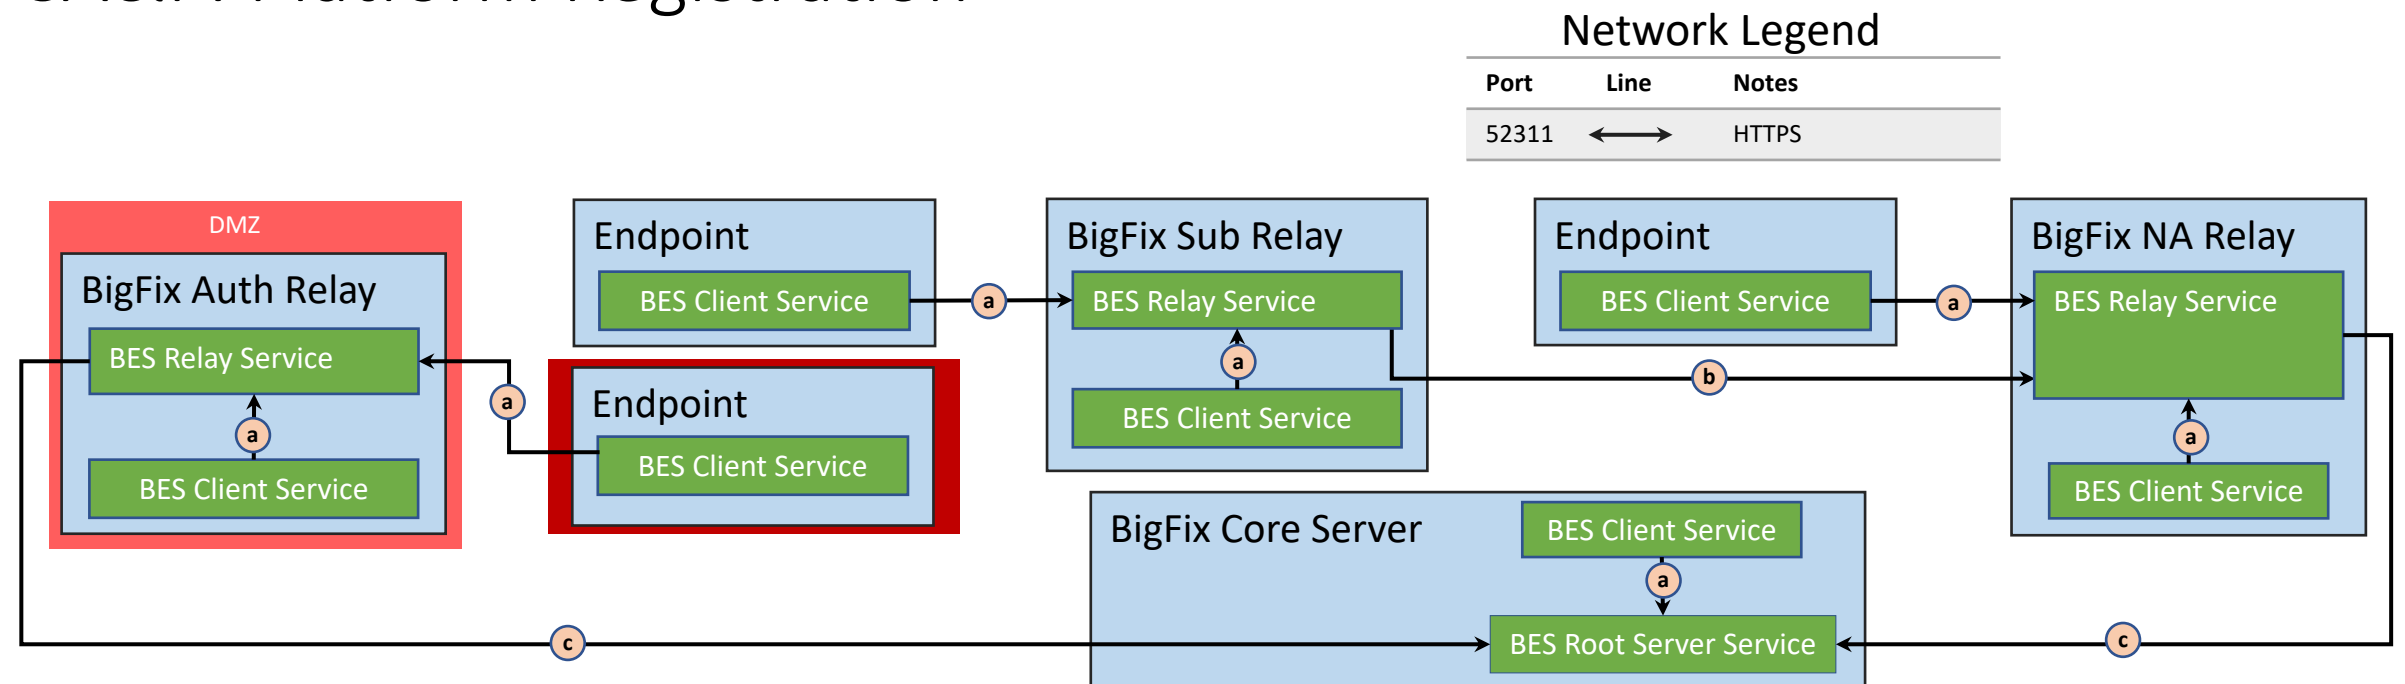 Platform Registration
Network Legend
Port Line Notes
52311 HTTPS
DMZ
BigFix Auth Relay
BES Relay Service
a
BES Client Service
a
Endpoint
BES Client Service
a
Endpoint
BES Client Service
BigFix Sub Relay
BES Relay Service
a
BES Client Service
b
Endpoint
BES Client Service
a
BigFix NA Relay
BES Relay Service
a
BES Client Service
BigFix Core Server
BES Client Service
a
BES Root Server Service
c
c